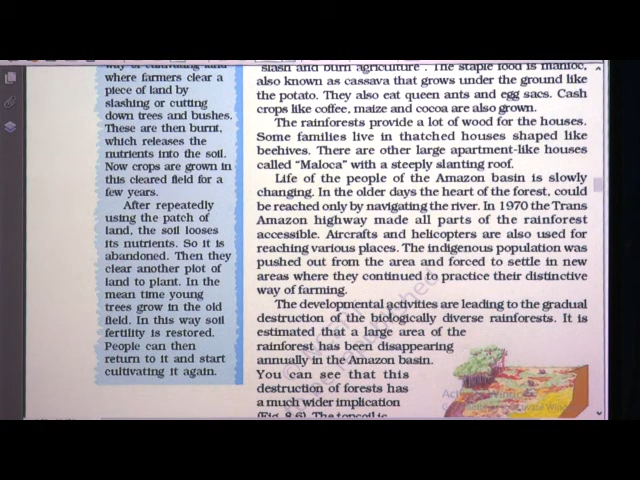 way of cultivating land
where farmers clear a
piece of land by
slashing or cutting
down trees and bushes.
These are then burnt,
which releases the
nutrients into the soil.
Now crops are grown in
this cleared field for a
few years.
After repeatedly
using the patch of
land, the soil looses
its nutrients. So it is
abandoned. Then they
clear another plot of
land to plant. In the
mean time young
trees grow in the old
field. In this way soil
fertility is restored.
People can then
return to it and start
cultivating it again.
"slash and burn agriculture". The staple food is manioc,
also known as cassava that grows under the ground like
the potato. They also eat queen ants and egg sacs. Cash
crops like coffee, maize and cocoa are also grown.
The rainforests provide a lot of wood for the houses.
Some families live in thatched houses shaped like
beehives. There are other large apartment-like houses
called "Maloca" with a steeply slanting roof.
Life of the people of the Amazon basin is slowly
changing. In the older days the heart of the forest, could
be reached only by navigating the river. In 1970 the Trans
Amazon highway made all parts of the rainforest
accessible. Aircrafts and helicopters are also used for
reaching various places. The indigenous population was
pushed out from the area and forced to settle in new
areas where they continued to practice their distinctive
way of farming.
The developmental activities are leading to the gradual
destruction of the biologically diverse rainforests. It is
estimated that a large area of the
rainforest has been disappearing
annually in the Amazon basin.
You can see that this
destruction of forests has
a much wider implication
(Fig. 8.6). The topsoil is